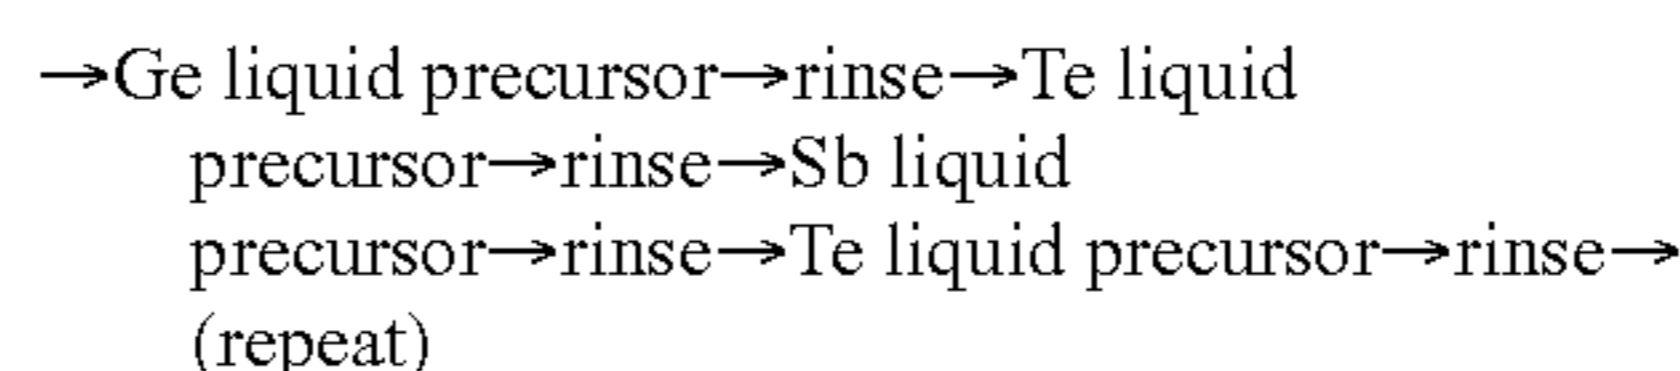 →Ge liquid precursor→rinse→Te liquid
precursor→rinse→Sb liquid
precursor→rinse→Te liquid precursor→rinse→
(repeat)